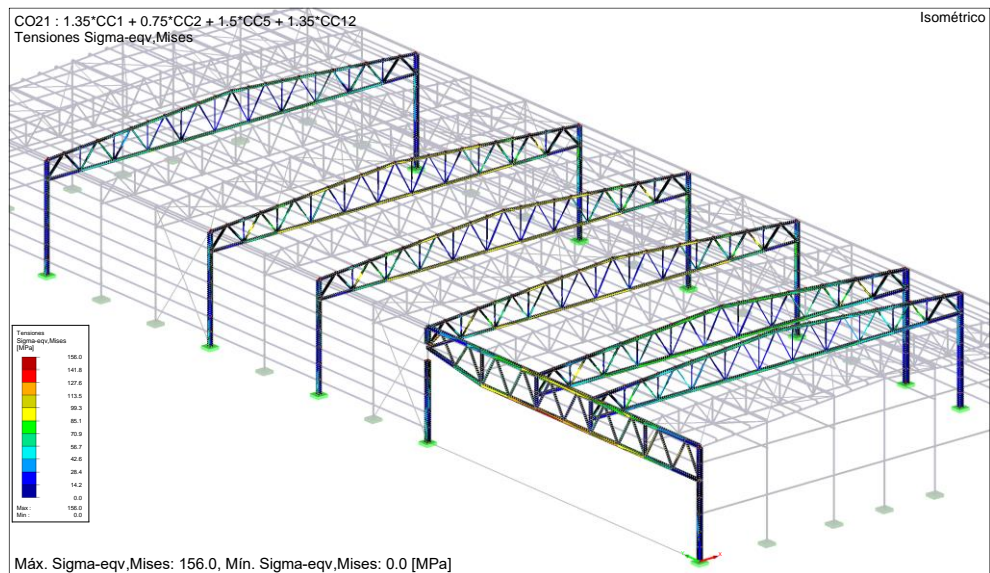 CO21 : 1.35*CC1 + 0.75*CC2 + 1.5*CC5 + 1.35*CC12
Tensiones Sigma-eqv,Mises
Isométrico
Tensiones
Sigma-eqv,Mises
[MPa]
156.0
141.8
127.6
113.5
99.3
85.1
70.9
56.7
42.6
28.4
14.2
0.0
Max : 156.0
Min : 0.0
Máx. Sigma-eqv,Mises: 156.0, Mín. Sigma-eqv,Mises: 0.0 [MPa]